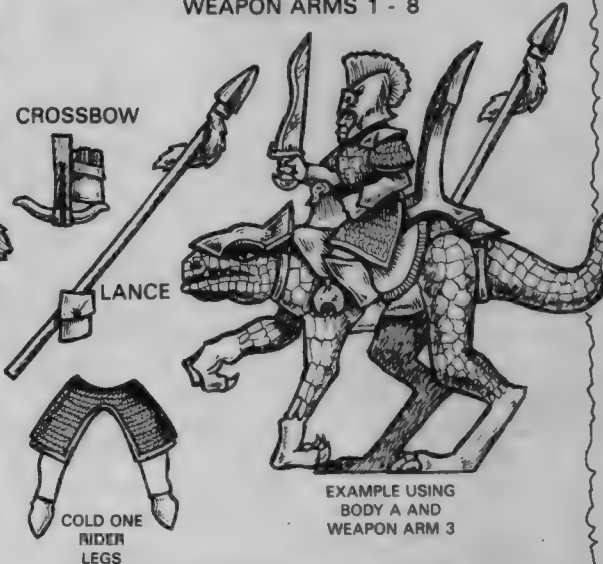 WEAPON ARMS 1 - 8
CROSSBOW
LANCE
COLD ONE
RIDER
LEGS
EXAMPLE USING
BODY A AND
WEAPON ARM 3